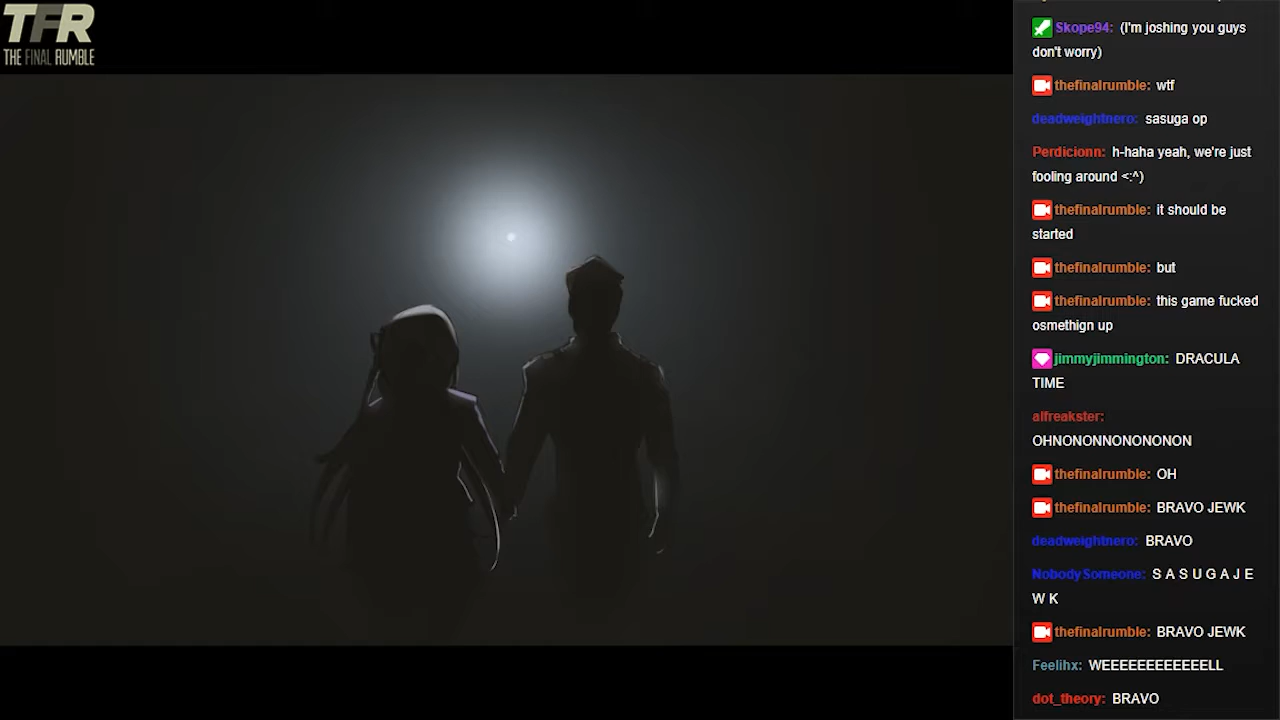 TFR
THE FINAL RUMBLE
Skope94: (I'm joshing you guys
don't worry)
thefinalrumble: wtf
deadweightnero: sasuga op
Perdicionn: h-haha yeah, we're just
fooling around <:^)
thefinalrumble: it should be
started
thefinalrumble: but
thefinalrumble: this game fucked
osmethign up
jimmyjimmington: DRACULA
TIME
alfreakster:
OHNONONNONONONON
thefinalrumble: OH
thefinalrumble: BRAVO JEWK
deadweightnero: BRAVO
NobodySomeone: S A S U G A J E
W K
thefinalrumble: BRAVO JEWK
Feelihx: WEEEEEEEEEEEELL
dot_theory: BRAVO